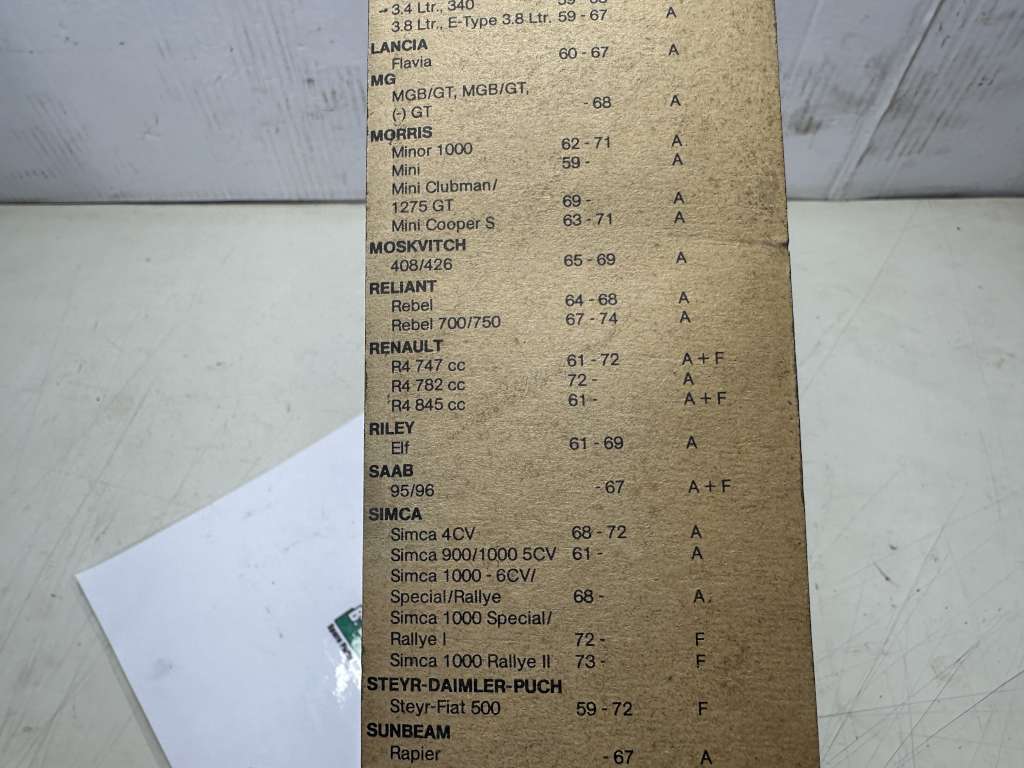 3.4 Ltr., 340
3.8 Ltr., E-Type 3.8 Ltr. 59 - 67 A
LANCIA
Flavia 60 - 67 A
MG
MGB/GT, MGB/GT,
(-) GT - 68 A
MORRIS
Minor 1000 62 - 71 A
Mini 59 - A
Mini Clubman/
1275 GT 69 - A
Mini Cooper S 63 - 71 A
MOSKVITCH
408/426 65 - 69 A
RELIANT
Rebel 64 - 68 A
Rebel 700/750 67 - 74 A
RENAULT
R4 747 cc 61 - 72 A + F
R4 782 cc 72 - A
R4 845 cc 61 - A + F
RILEY
Elf 61 - 69 A
SAAB
95/96 - 67 A + F
SIMCA
Simca 4CV 68 - 72 A
Simca 900/1000 5CV 61 - A
Simca 1000 - 6CV/
Special/Rallye 68 - A
Simca 1000 Special/
Rallye I 72 - F
Simca 1000 Rallye II 73 - F
STEYR-DAIMLER-PUCH
Steyr-Fiat 500 59 - 72 F
SUNBEAM
Rapier - 67 A